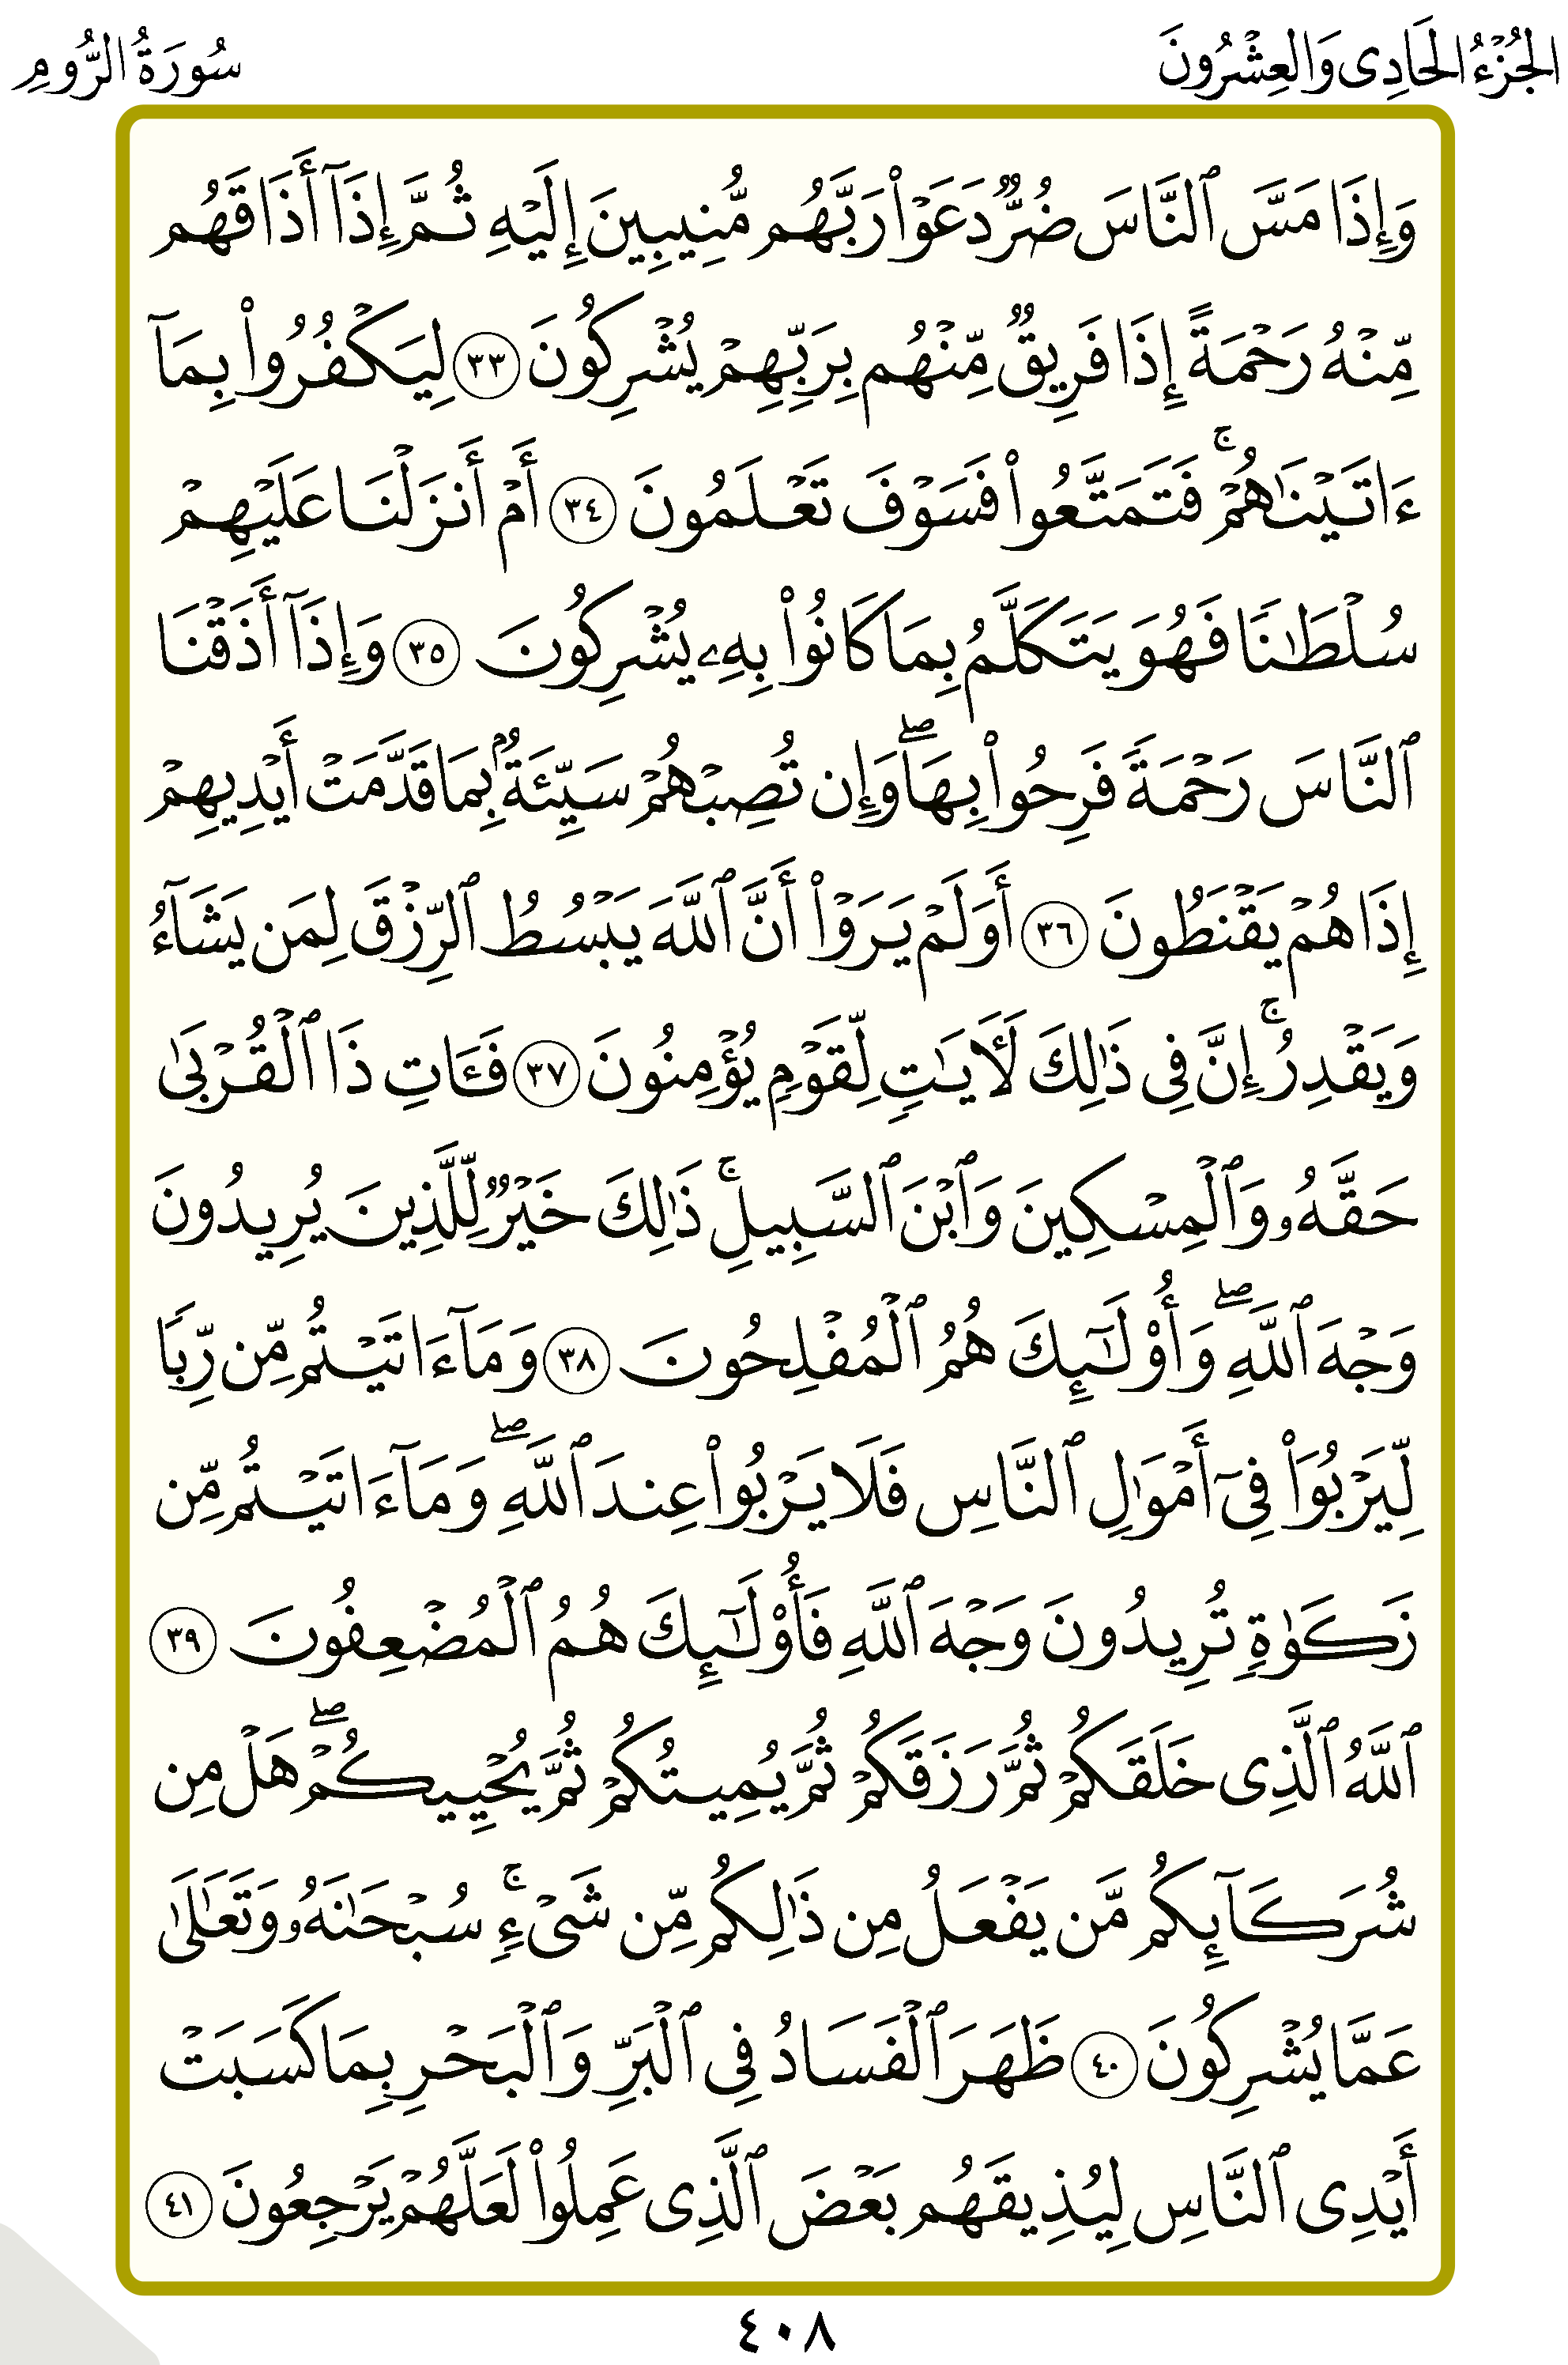 الجُزْءُ الحَادِي وَالعِشْرُونَ
سُورَةُ الرُّومِ
وَإِذَا مَسَّ ٱلنَّاسَ ضُرٌّ دَعَوْا۟ رَبَّهُم مُّنِيبِينَ إِلَيْهِ ثُمَّ إِذَآ أَذَاقَهُم
مِّنْهُ رَحْمَةً إِذَا فَرِيقٌ مِّنْهُم بِرَبِّهِمْ يُشْرِكُونَ ٣٣ لِيَكْفُرُوا۟ بِمَآ
ءَاتَيْنَٰهُمْ ۚ فَتَمَتَّعُوا۟ فَسَوْفَ تَعْلَمُونَ ٣٤ أَمْ أَنزَلْنَا عَلَيْهِمْ
سُلْطَٰنًا فَهُوَ يَتَكَلَّمُ بِمَا كَانُوا۟ بِهِۦ يُشْرِكُونَ ٣٥ وَإِذَآ أَذَقْنَا
ٱلنَّاسَ رَحْمَةً فَرِحُوا۟ بِهَا ۖ وَإِن تُصِبْهُمْ سَيِّئَةٌۢ بِمَا قَدَّمَتْ أَيْدِيهِمْ
إِذَا هُمْ يَقْنَطُونَ ٣٦ أَوَلَمْ يَرَوْا۟ أَنَّ ٱللَّهَ يَبْسُطُ ٱلرِّزْقَ لِمَن يَشَآءُ
وَيَقْدِرُ ۚ إِنَّ فِى ذَٰلِكَ لَءَايَٰتٍ لِّقَوْمٍ يُؤْمِنُونَ ٣٧ فَـَٔاتِ ذَا ٱلْقُرْبَىٰ
حَقَّهُۥ وَٱلْمِسْكِينَ وَٱبْنَ ٱلسَّبِيلِ ۚ ذَٰلِكَ خَيْرٌ لِّلَّذِينَ يُرِيدُونَ
وَجْهَ ٱللَّهِ ۖ وَأُو۟لَٰٓئِكَ هُمُ ٱلْمُفْلِحُونَ ٣٨ وَمَآ ءَاتَيْتُم مِّن رِّبًا
لِّيَرْبُوَا۟ فِىٓ أَمْوَٰلِ ٱلنَّاسِ فَلَا يَرْبُوا۟ عِندَ ٱللَّهِ ۖ وَمَآ ءَاتَيْتُم مِّن
زَكَوٰةٍ تُرِيدُونَ وَجْهَ ٱللَّهِ فَأُو۟لَٰٓئِكَ هُمُ ٱلْمُضْعِفُونَ ٣٩
ٱللَّهُ ٱلَّذِى خَلَقَكُمْ ثُمَّ رَزَقَكُمْ ثُمَّ يُمِيتُكُمْ ثُمَّ يُحْيِيكُمْ ۖ هَلْ مِن
شُرَكَآئِكُم مَّن يَفْعَلُ مِن ذَٰلِكُم مِّن شَىْءٍ ۚ سُبْحَٰنَهُۥ وَتَعَٰلَىٰ
عَمَّا يُشْرِكُونَ ٤٠ ظَهَرَ ٱلْفَسَادُ فِى ٱلْبَرِّ وَٱلْبَحْرِ بِمَا كَسَبَتْ
أَيْدِى ٱلنَّاسِ لِيُذِيقَهُم بَعْضَ ٱلَّذِى عَمِلُوا۟ لَعَلَّهُمْ يَرْجِعُونَ ٤١
٤٠٨